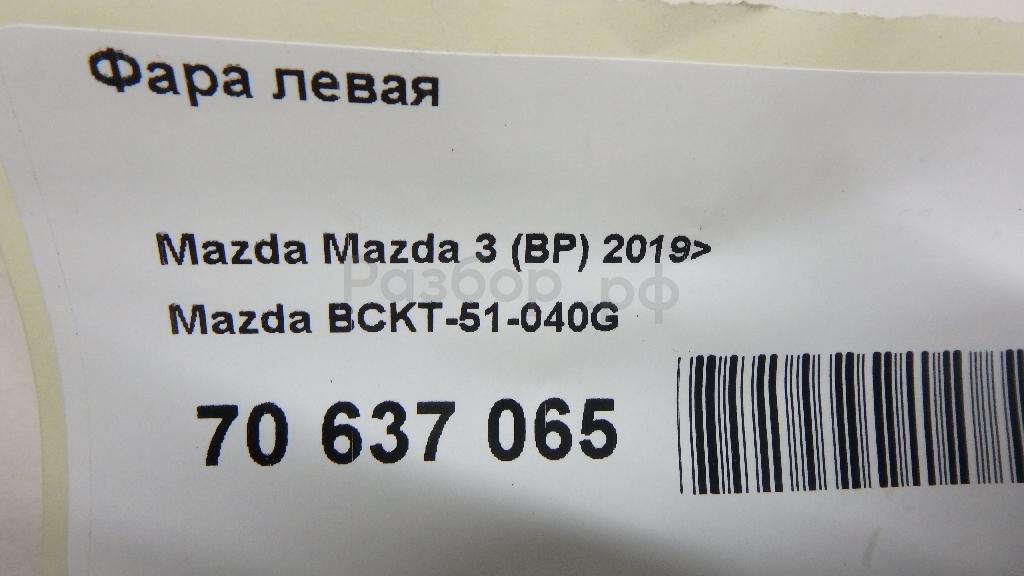 Фара левая
Mazda Mazda 3 (BP) 2019>
Разбор.рф
Mazda BCKT-51-040G
70 637 065